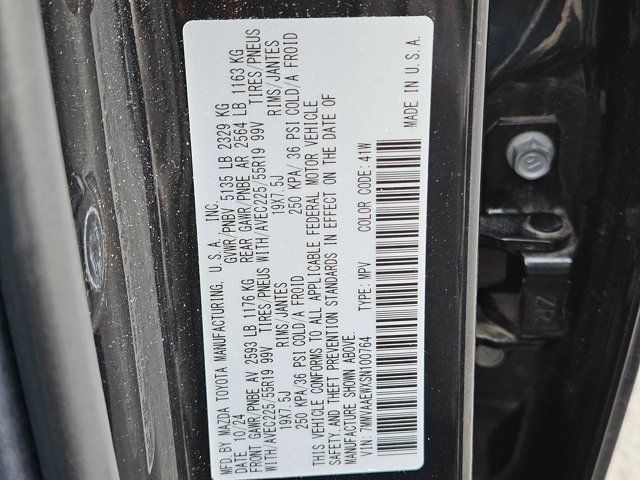 MFD. BY MAZDA TOYOTA MANUFACTURING, U.S.A., INC.
DATE 10/24 GVWR/PNBV 5135 LB 2329 KG
FRONT GAWR/PNBE AV 2593 LB 1176 KG REAR GAWR/PNBE AR 2564 LB 1163 KG
WITH/AVEC225/55R19 99V TIRES/PNEUS WITH/AVEC225/55R19 99V TIRES/PNEUS
19X7.5J RIMS/JANTES 19X7.5J RIMS/JANTES
250 KPA/36 PSI COLD/A FROID 250 KPA/36 PSI COLD/A FROID
THIS VEHICLE CONFORMS TO ALL APPLICABLE FEDERAL MOTOR VEHICLE
SAFETY, AND THEFT PREVENTION STANDARDS IN EFFECT ON THE DATE OF
MANUFACTURE SHOWN ABOVE.
VIN: 7MMVAAEWXSN100764 TYPE: MPV COLOR CODE: 41W MADE IN U.S.A.
ZR